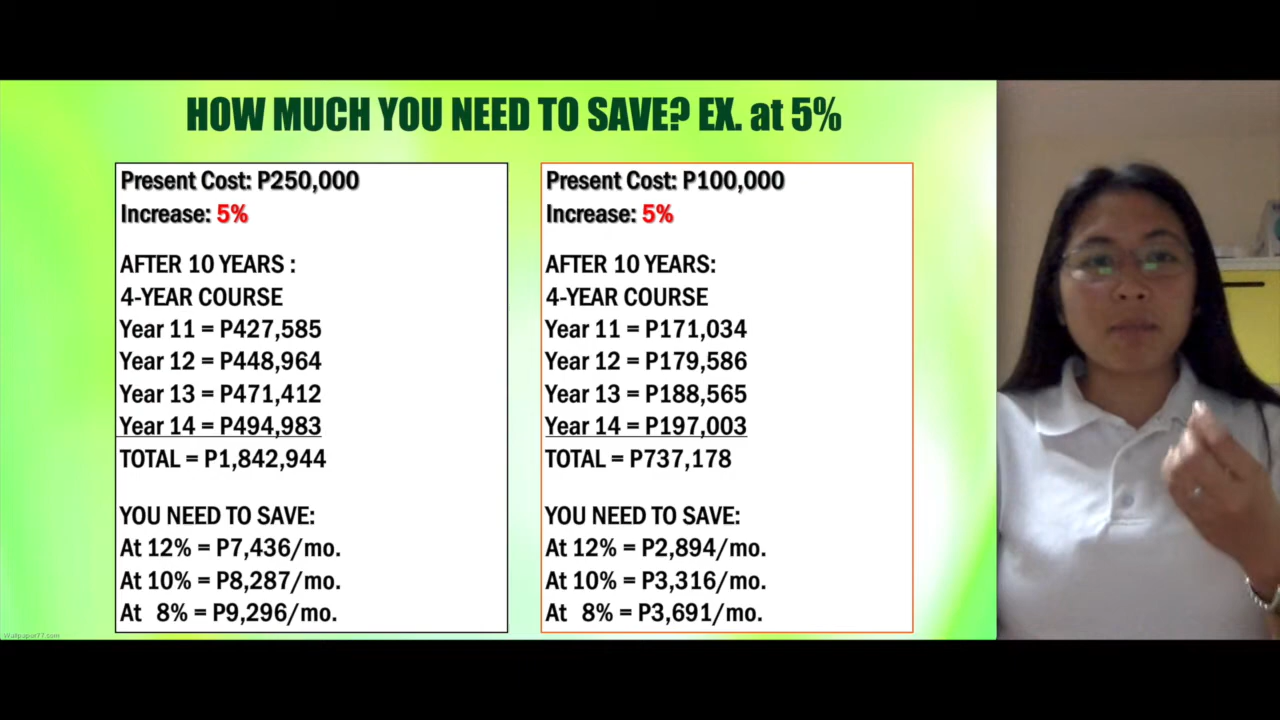 HOW MUCH YOU NEED TO SAVE? EX. at 5%
Present Cost: P250,000
Increase: 5%
AFTER 10 YEARS :
4-YEAR COURSE
Year 11 = P427,585
Year 12 = P448,964
Year 13 = P471,412
Year 14 = P494,983
TOTAL = P1,842,944
YOU NEED TO SAVE:
At 12% = P7,436/mo.
At 10% = P8,287/mo.
At 8% = P9,296/mo.
Present Cost: P100,000
Increase: 5%
AFTER 10 YEARS:
4-YEAR COURSE
Year 11 = P171,034
Year 12 = P179,586
Year 13 = P188,565
Year 14 = P197,003
TOTAL = P737,178
YOU NEED TO SAVE:
At 12% = P2,894/mo.
At 10% = P3,316/mo.
At 8% = P3,691/mo.
Wallpaper77.com